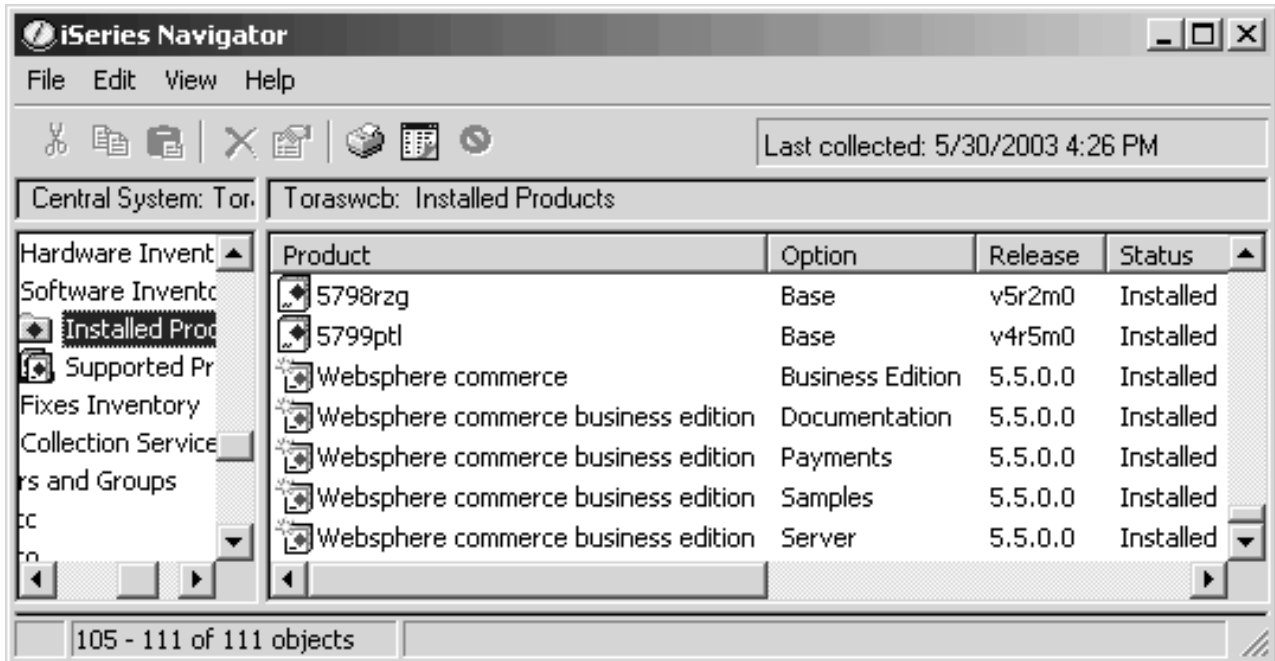 iSeries Navigator
File Edit View Help
Last collected: 5/30/2003 4:26 PM
Central System: Tor
Toraswcb: Installed Products
Hardware Invent
Software Invento
Installed Prod
Supported Pr
Fixes Inventory
Collection Service
rs and Groups
Product Option Release Status
5798rzg Base v5r2m0 Installed
5799ptl Base v4r5m0 Installed
Websphere commerce Business Edition 5.5.0.0 Installed
Websphere commerce business edition Documentation 5.5.0.0 Installed
Websphere commerce business edition Payments 5.5.0.0 Installed
Websphere commerce business edition Samples 5.5.0.0 Installed
Websphere commerce business edition Server 5.5.0.0 Installed
105 - 111 of 111 objects